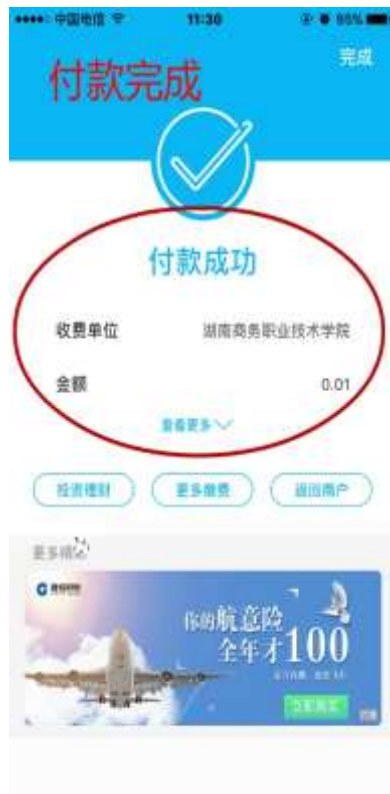 中国电信 11:30 95%
完成
付款完成
付款成功
收费单位 湖南商务职业技术学院
金额 0.01
查看更多
投资理财 更多缴费 返回商户
更多精彩
你的航意险
全年才100
立即购买